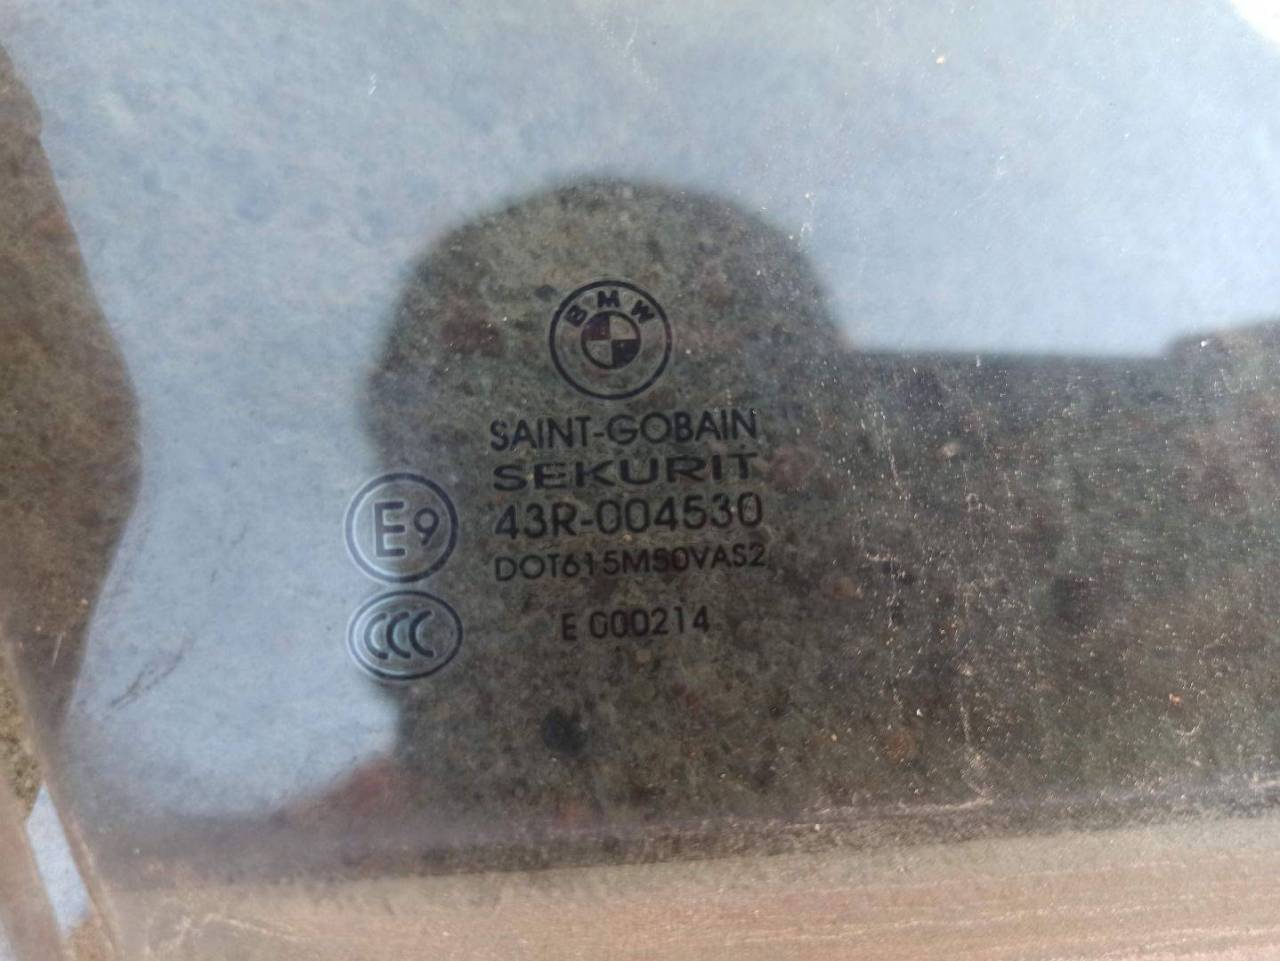 BMW
SAINT-GOBAIN
SEKURIT
E9
43R-004530
DOT615M50VAS2
CCC
E 000214